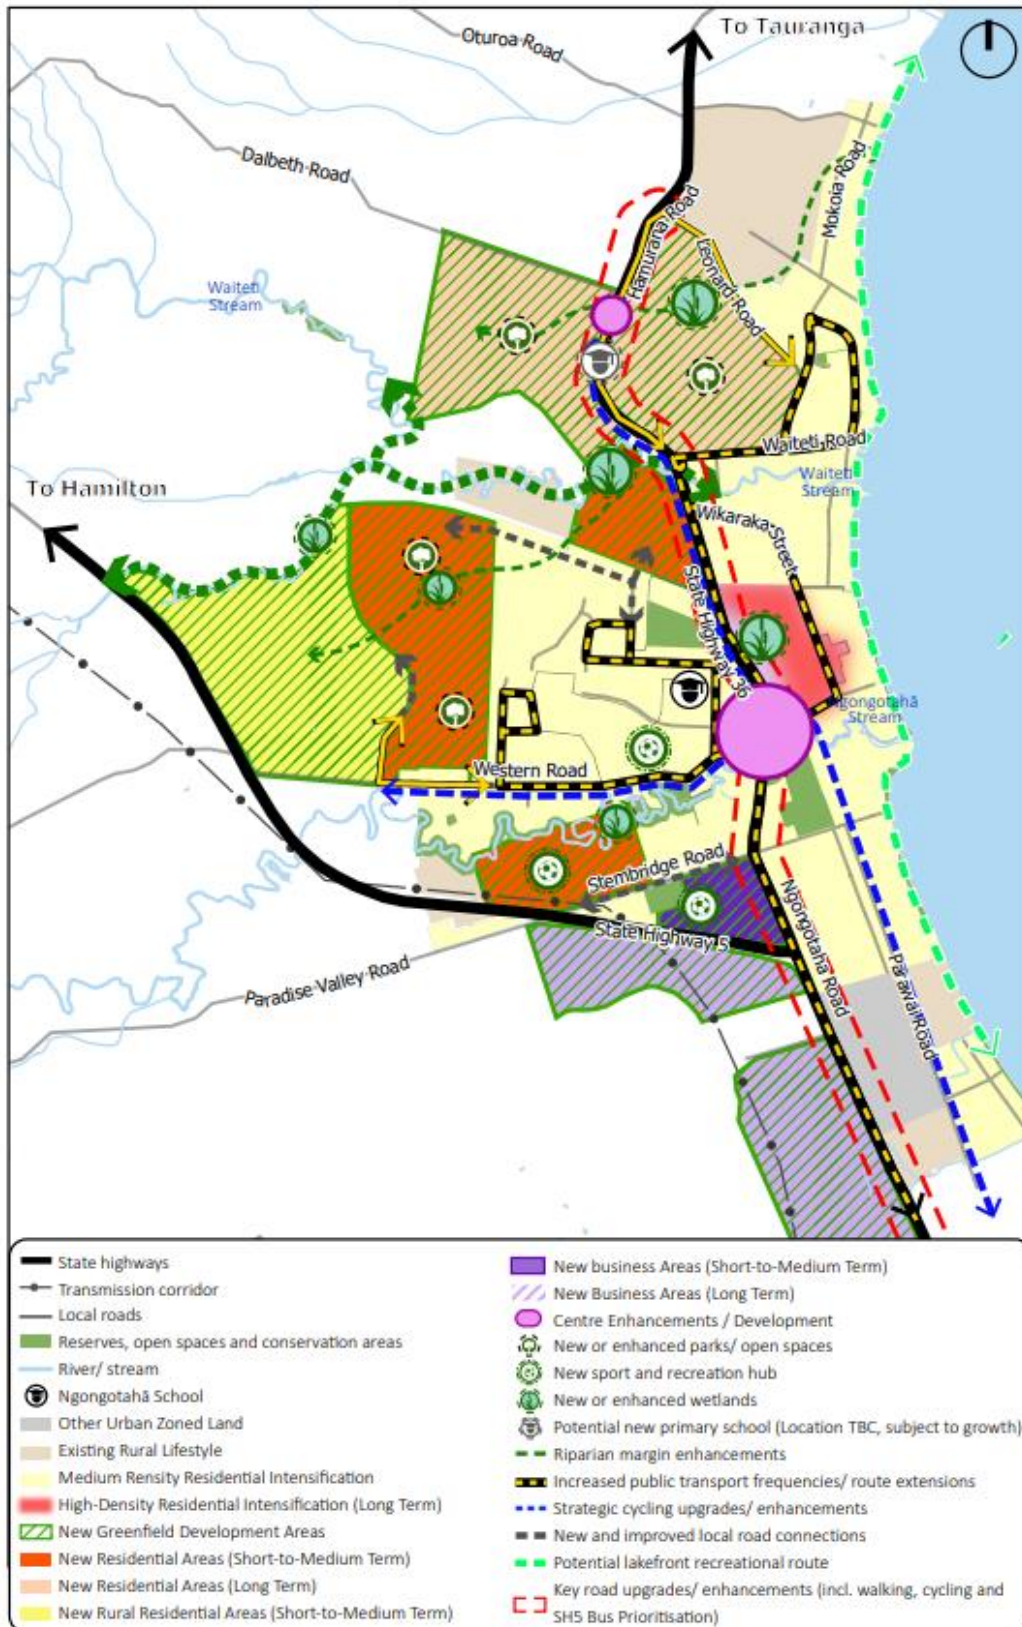 To Tauranga
Oturoa Road
Dalbeth Road
Mokoia Road
Hamurana Road
Leonard Road
Waiteti
Stream
Waiteti Road
Waiteti
Stream
To Hamilton
Wikaraka Street
State Highway 36
Ngongotahā
Stream
Western Road
Stembridge Road
State Highway 5
Ngongotaha Road
Parawai Road
Paradise Valley Road
State highways
Transmission corridor
Local roads
Reserves, open spaces and conservation areas
River/ stream
Ngongotahā School
Other Urban Zoned Land
Existing Rural Lifestyle
Medium Rensity Residential Intensification
High-Density Residential Intensification (Long Term)
New Greenfield Development Areas
New Residential Areas (Short-to-Medium Term)
New Residential Areas (Long Term)
New Rural Residential Areas (Short-to-Medium Term)
New business Areas (Short-to-Medium Term)
New Business Areas (Long Term)
Centre Enhancements / Development
New or enhanced parks/ open spaces
New sport and recreation hub
New or enhanced wetlands
Potential new primary school (Location TBC, subject to growth)
Riparian margin enhancements
Increased public transport frequencies/ route extensions
Strategic cycling upgrades/ enhancements
New and improved local road connections
Potential lakefront recreational route
Key road upgrades/ enhancements (incl. walking, cycling and
SH5 Bus Prioritisation)